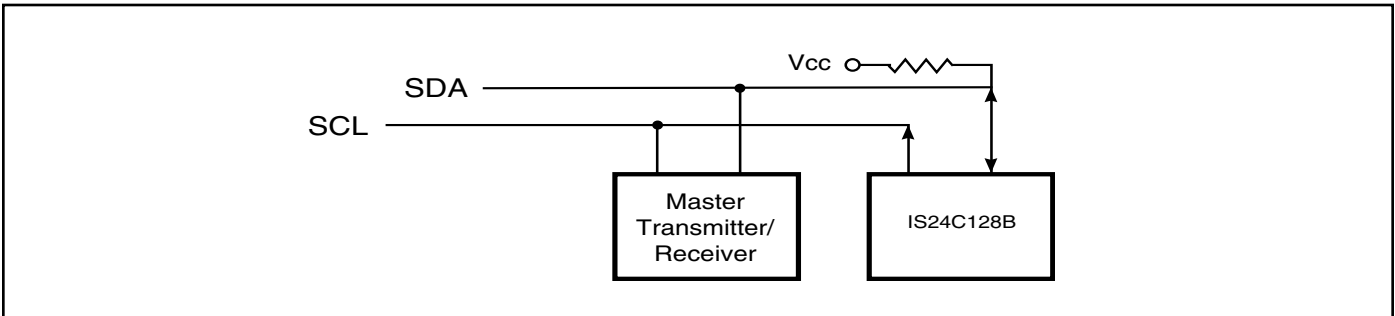 Vcc
SDA
SCL
Master
Transmitter/
Receiver
IS24C128B